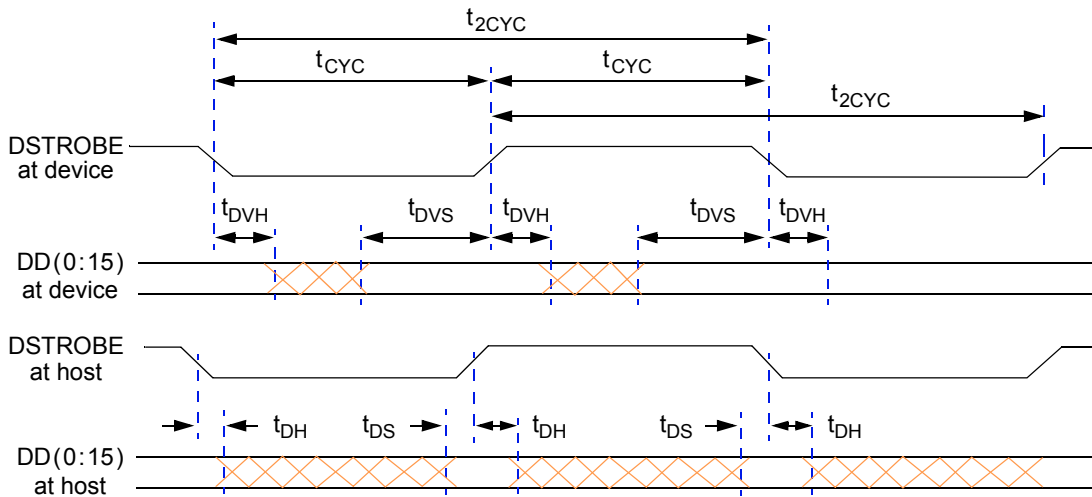 t2CYC
tCYC tCYC
t2CYC
DSTROBE
at device
tDVH tDVS tDVH tDVS tDVH
DD(0:15)
at device
DSTROBE
at host
tDH tDS tDH tDS tDH
DD(0:15)
at host